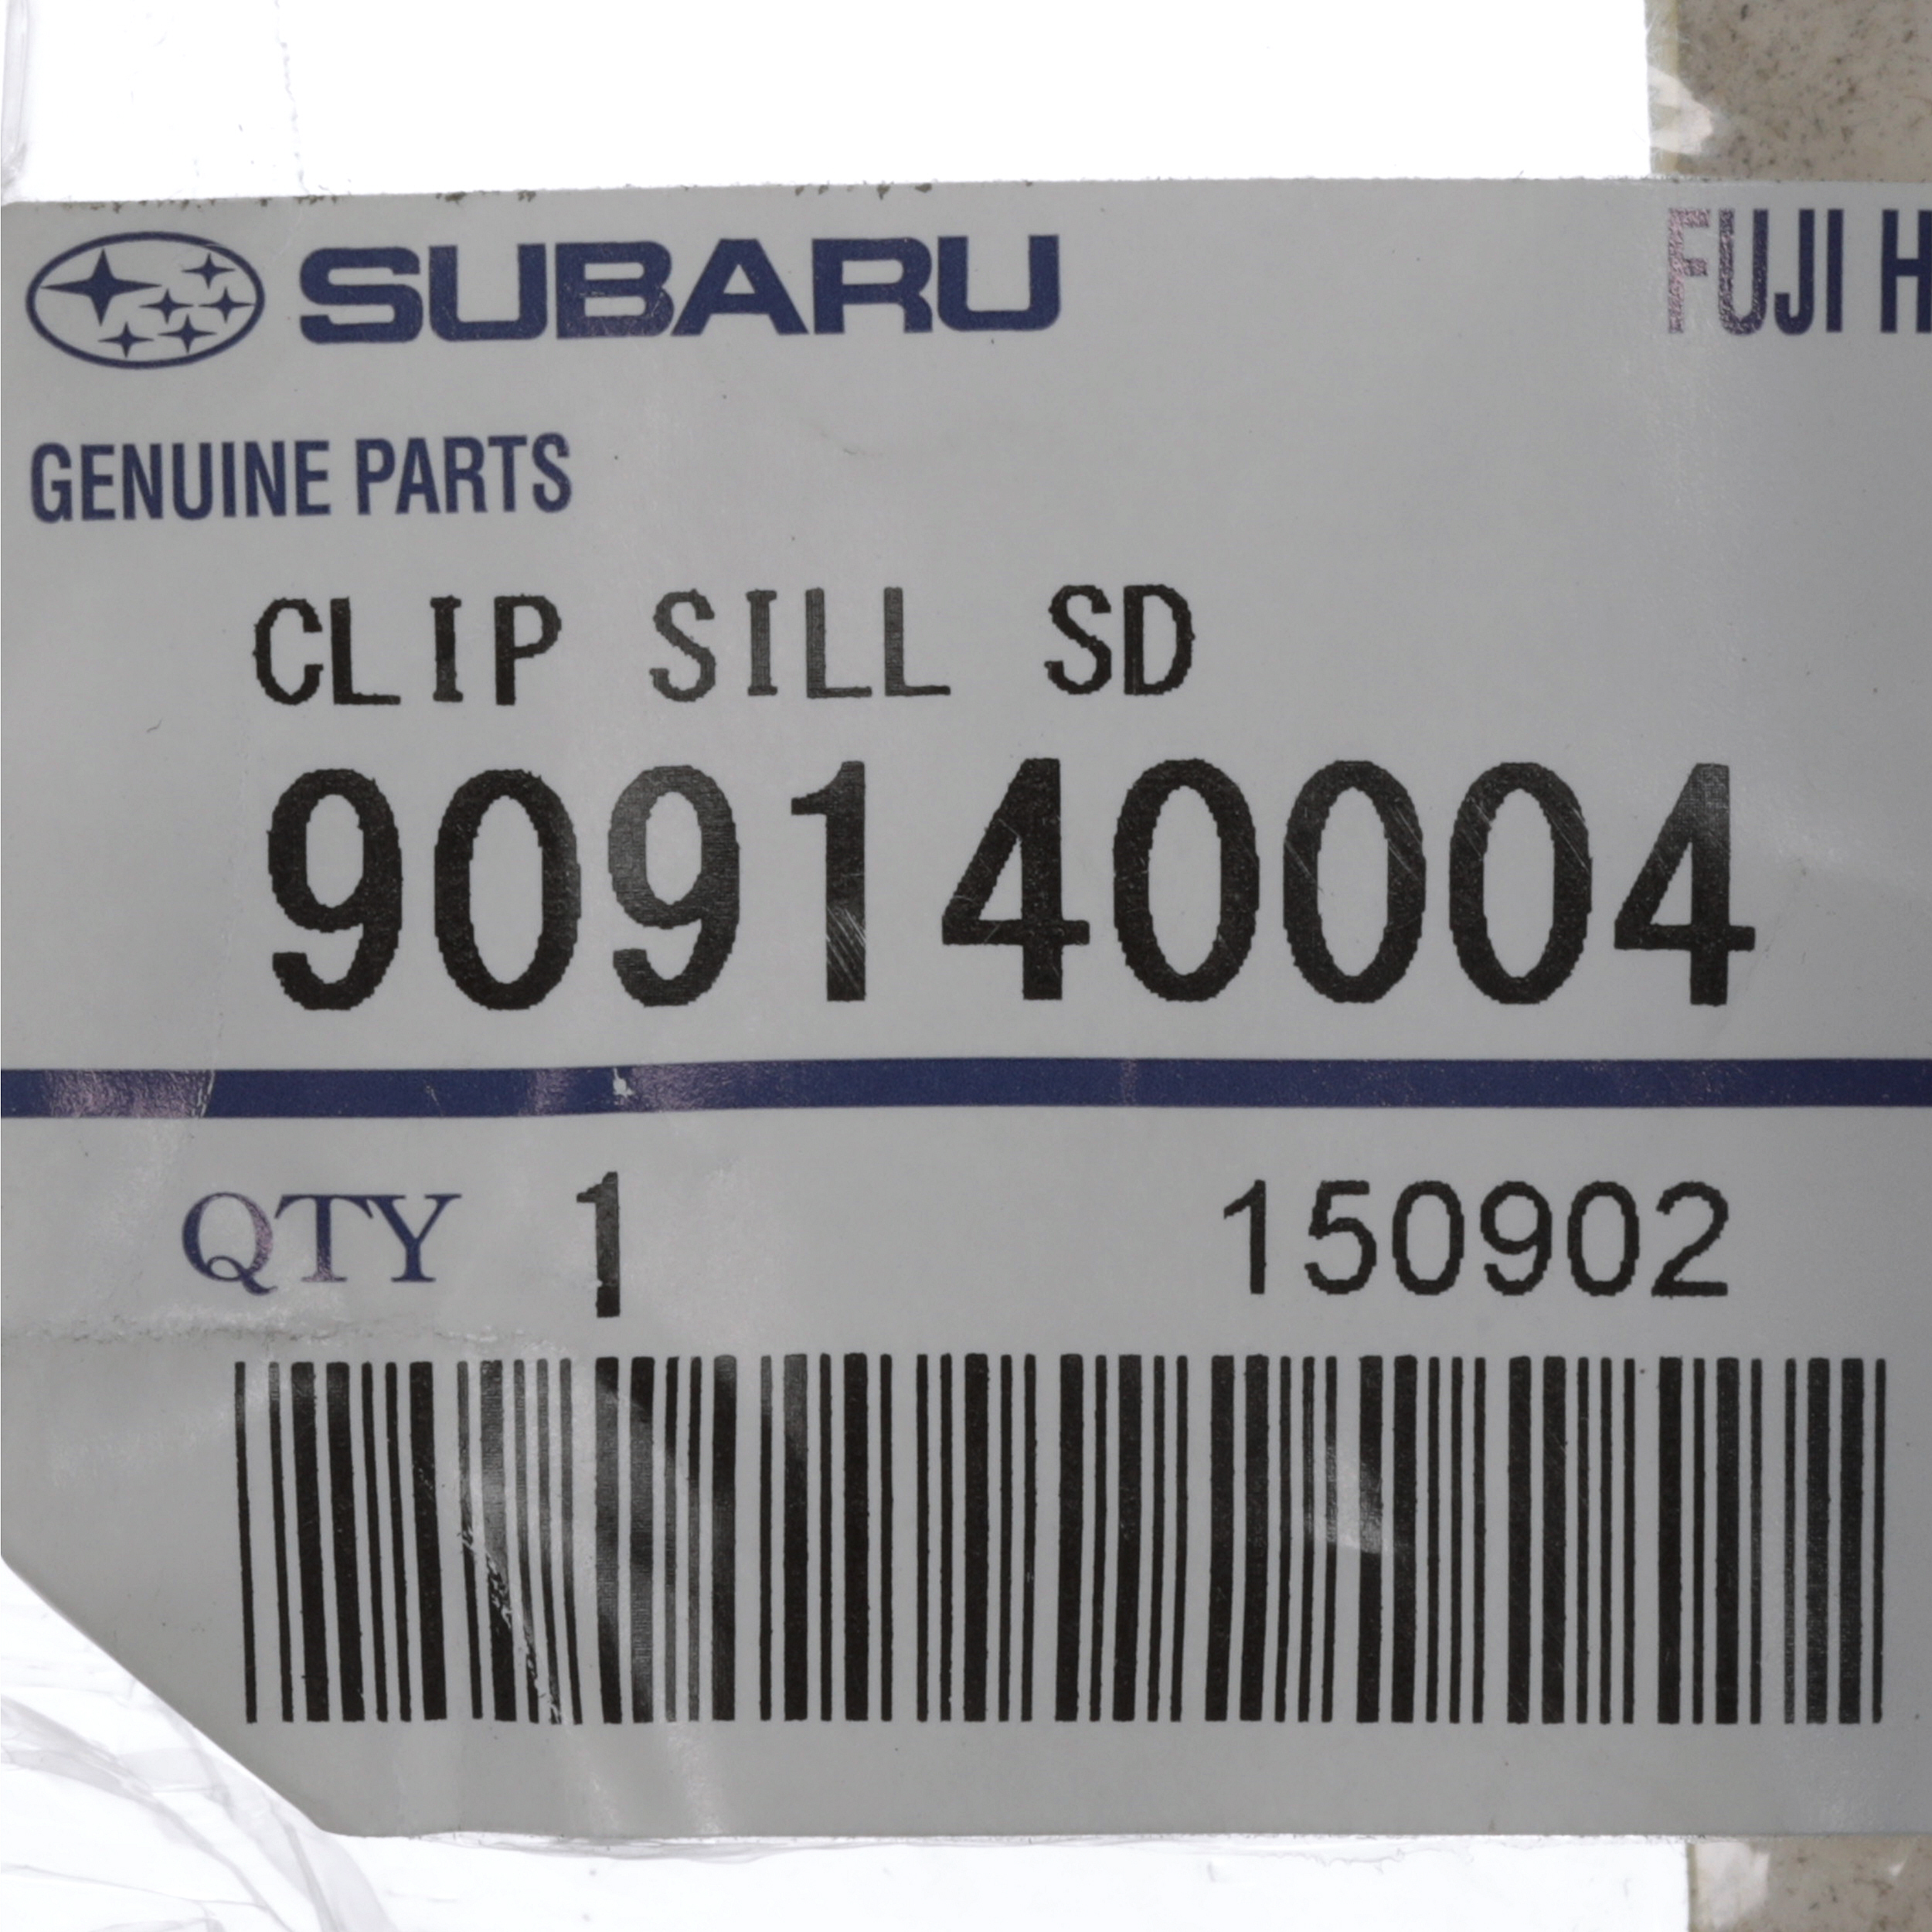 SUBARU FUJI H
GENUINE PARTS
CLIP SILL SD
909140004
QTY 1 150902